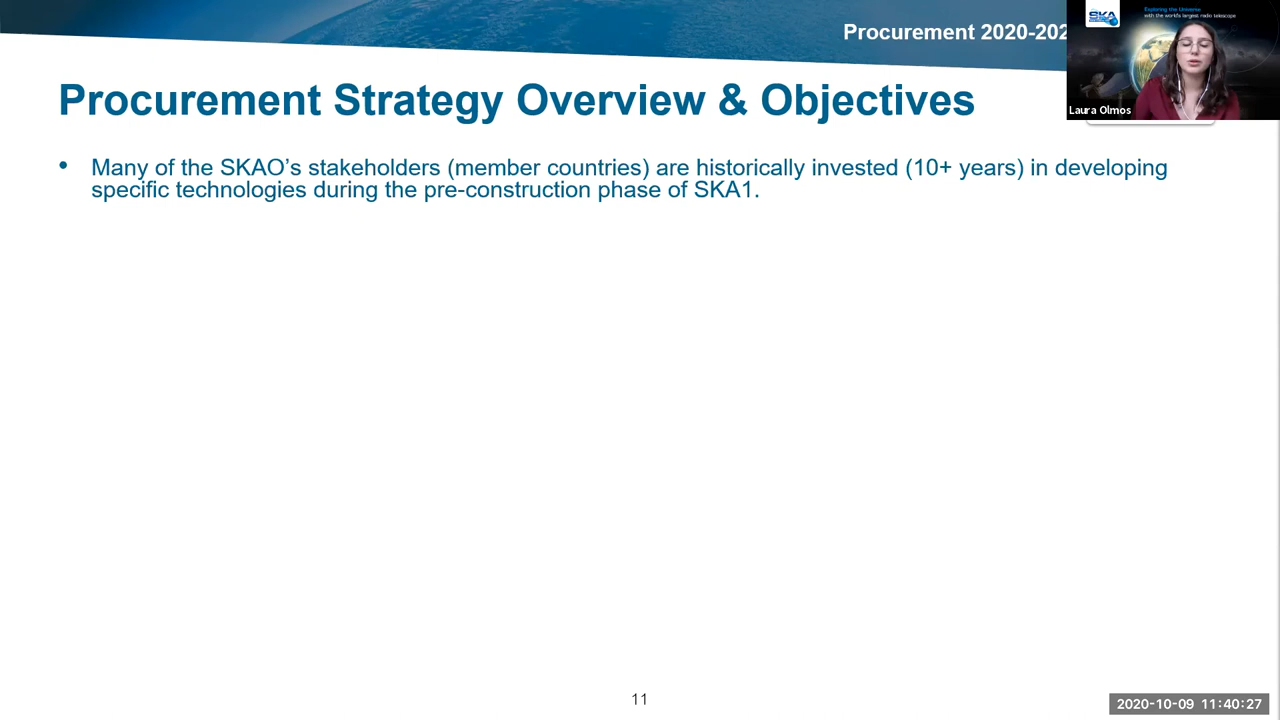 Procurement 2020-202
SKA
Exploring the Universe
with the world's largest radio telescope
Laura Olmos
Procurement Strategy Overview & Objectives
• Many of the SKAO’s stakeholders (member countries) are historically invested (10+ years) in developing
specific technologies during the pre-construction phase of SKA1.
11
2020-10-09 11:40:27